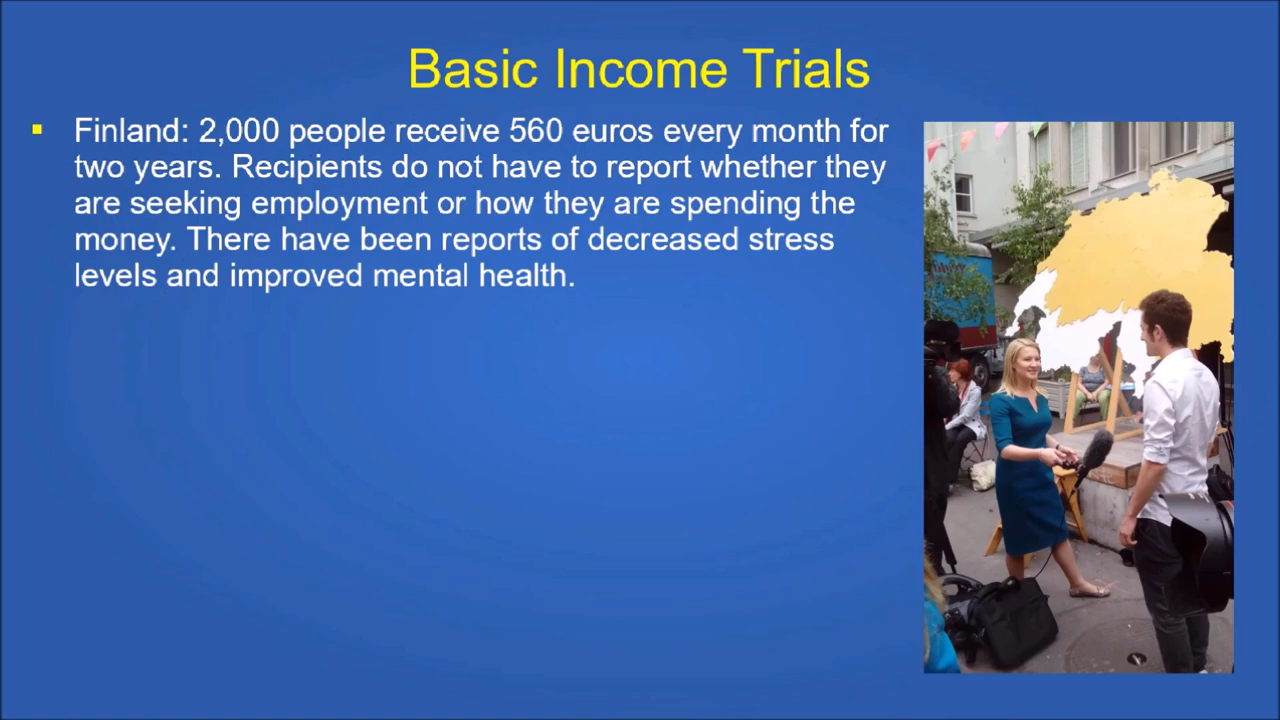 Basic Income Trials
Finland: 2,000 people receive 560 euros every month for
two years. Recipients do not have to report whether they
are seeking employment or how they are spending the
money. There have been reports of decreased stress
levels and improved mental health.